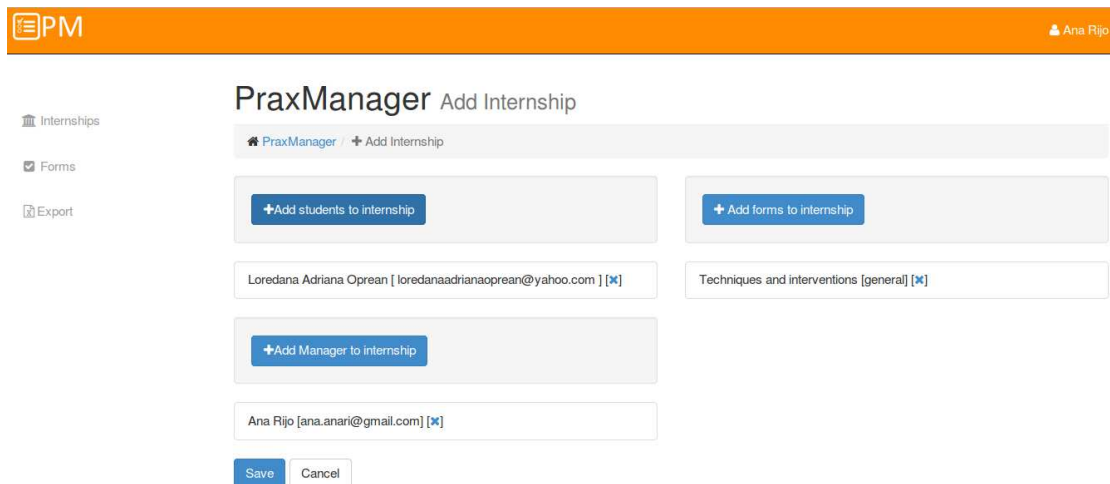 PM
Ana Rijo
Internships
Forms
Export
PraxManager Add Internship
PraxManager / Add Internship
+Add students to internship
Loredana Adriana Oprean [ loredanaadrianaoprean@yahoo.com ] [×]
+Add Manager to internship
Ana Rijo [ana.anari@gmail.com] [×]
Save Cancel
+ Add forms to internship
Techniques and interventions [general] [×]